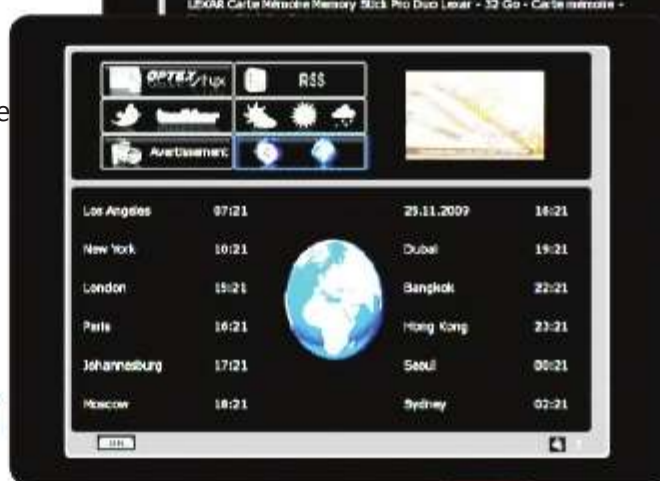 LEXAR Carte Mémoire Memory Stick Pro Duo Lexar - 32 Go - Carte mémoire -
e
OPTEX
RSS
twitter
Avertissement
Los Angeles 07:21 25.11.2009 16:21
New York 10:21 Dubai 19:21
London 15:21 Bangkok 22:21
Paris 16:21 Hong Kong 23:21
Johannesburg 17:21 Seoul 00:21
Moscow 18:21 Sydney 02:21